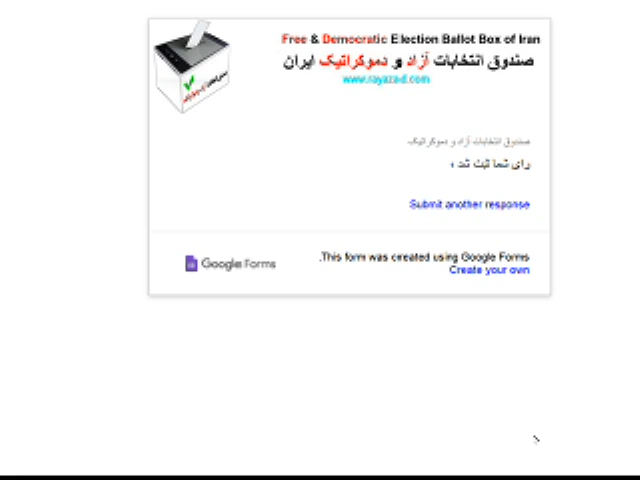 Free & Democratic Election Ballot Box of Iran
صندوق انتخابات آزاد و دموکراتیک ایران
www.rayazad.com
صندوق انتخابات آزاد و دموکراتیک
رای شما ثبت شد ،
Submit another response
Google Forms
.This form was created using Google Forms
Create your own